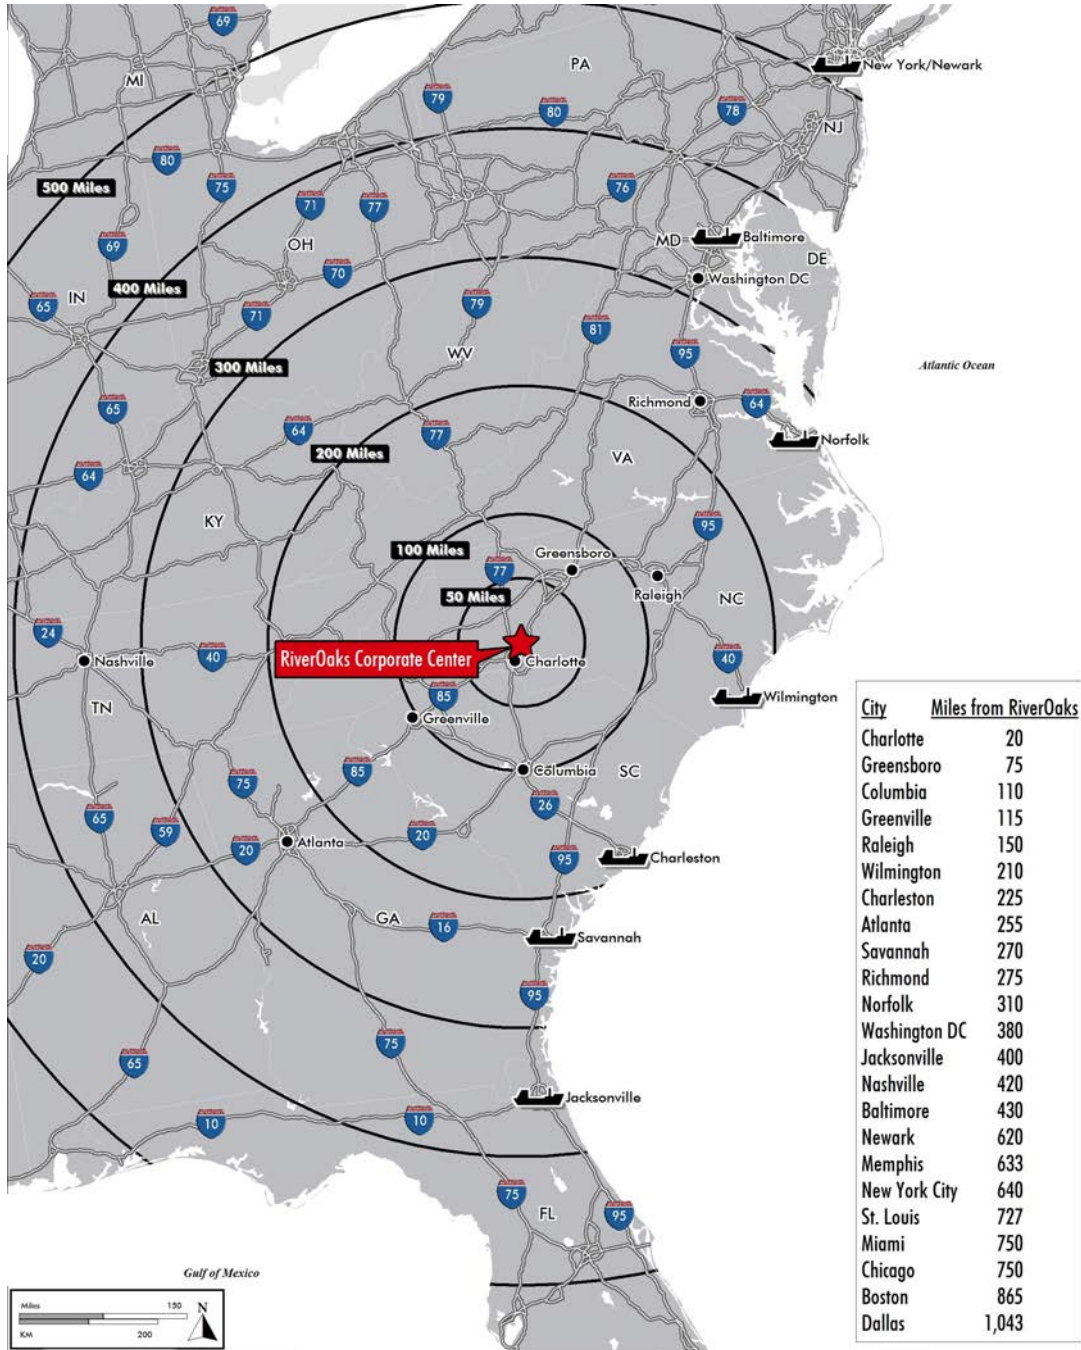 69
MI
PA
New York/Newark
79
80
78
NJ
80
500 Miles
75
71
77
76
OH
MD
Baltimore
69
DE
70
Washington DC
IN
400 Miles
65
71
79
81
WV
95
300 Miles
Atlantic Ocean
65
64
77
Richmond
64
Norfolk
200 Miles
VA
64
KY
95
100 Miles
Greensboro
77
Raleigh
50 Miles
NC
24
Nashville
40
RiverOaks Corporate Center
Charlotte
40
85
Wilmington
TN
Greenville
SC
Columbia
75
85
26
65
59
20
Atlanta
20
95
Charleston
AL
GA
16
Savannah
20
95
75
65
Jacksonville
10
10
75
FL
95
Gulf of Mexico
Miles 150
KM 200
N
City Miles from RiverOaks
Charlotte 20
Greensboro 75
Columbia 110
Greenville 115
Raleigh 150
Wilmington 210
Charleston 225
Atlanta 255
Savannah 270
Richmond 275
Norfolk 310
Washington DC 380
Jacksonville 400
Nashville 420
Baltimore 430
Newark 620
Memphis 633
New York City 640
St. Louis 727
Miami 750
Chicago 750
Boston 865
Dallas 1,043